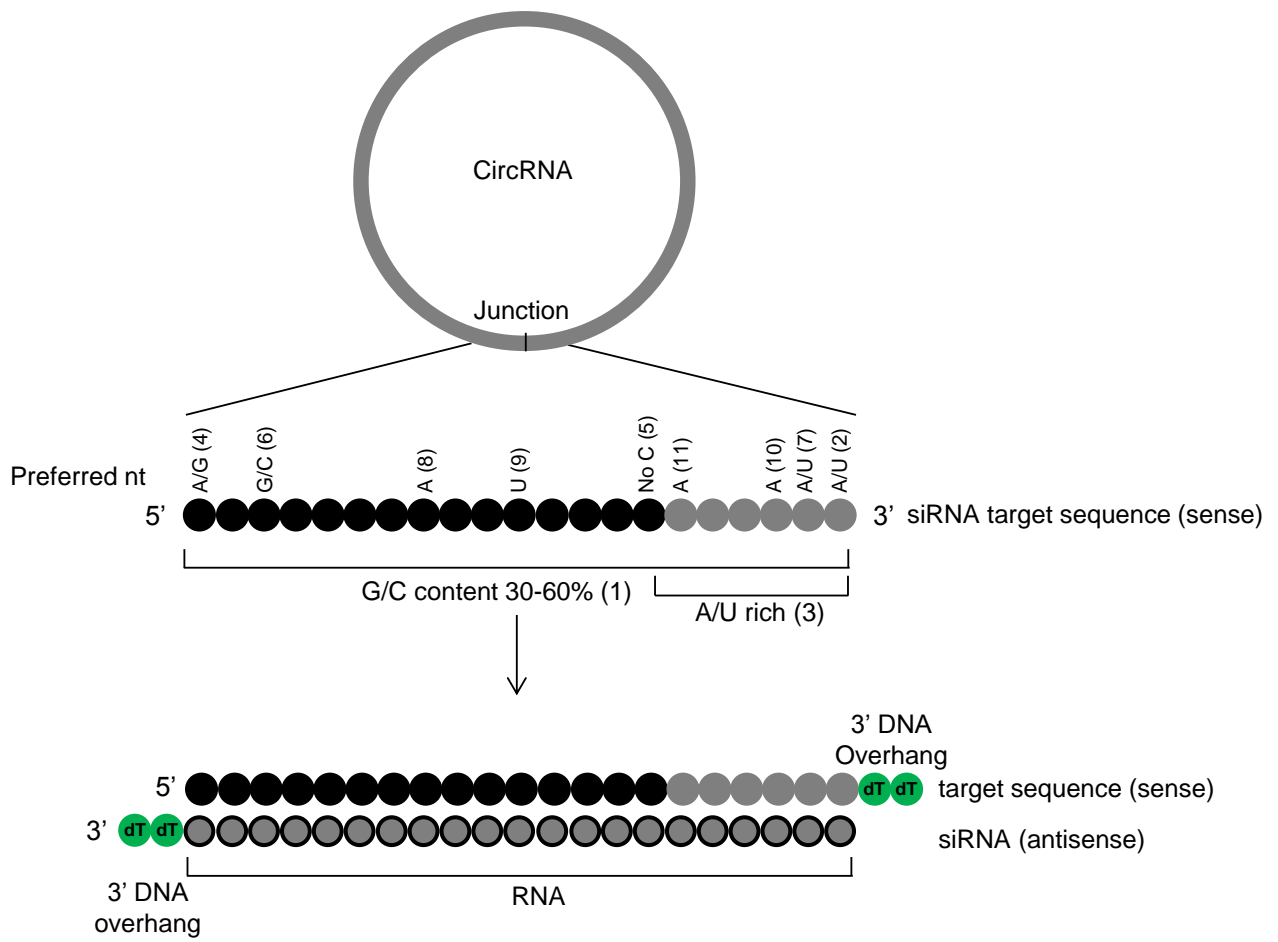 CircRNA
Junction
A/G (4)
G/C (6)
A (8)
U (9)
No C (5)
A (11)
A (10)
A/U (7)
A/U (2)
Preferred nt
5’
3’
siRNA target sequence (sense)
G/C content 30-60% (1)
A/U rich (3)
3’ DNA
Overhang
5’
dT dT
target sequence (sense)
3’
dT dT
siRNA (antisense)
RNA
3’ DNA
overhang